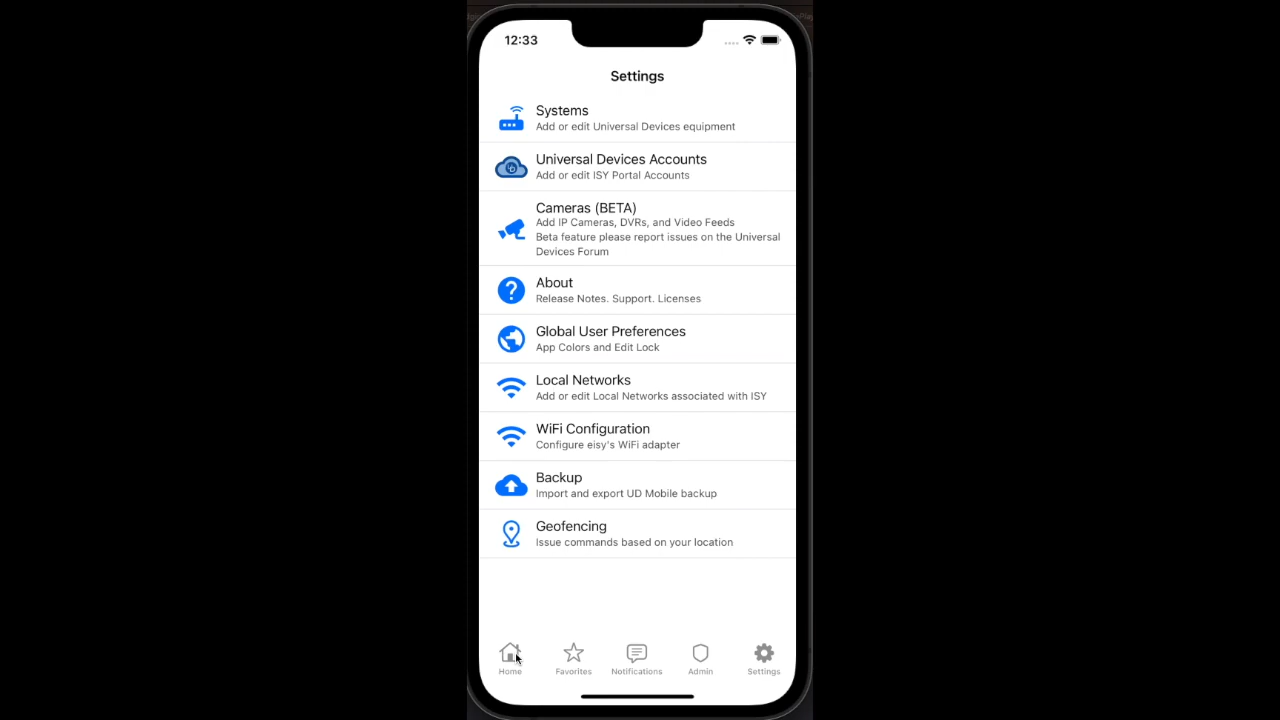 12:33
Settings
Systems
Add or edit Universal Devices equipment
Universal Devices Accounts
Add or edit ISY Portal Accounts
Cameras (BETA)
Add IP Cameras, DVRs, and Video Feeds
Beta feature please report issues on the Universal
Devices Forum
About
Release Notes. Support. Licenses
Global User Preferences
App Colors and Edit Lock
Local Networks
Add or edit Local Networks associated with ISY
WiFi Configuration
Configure eisy's WiFi adapter
Backup
Import and export UD Mobile backup
Geofencing
Issue commands based on your location
Home
Favorites
Notifications
Admin
Settings